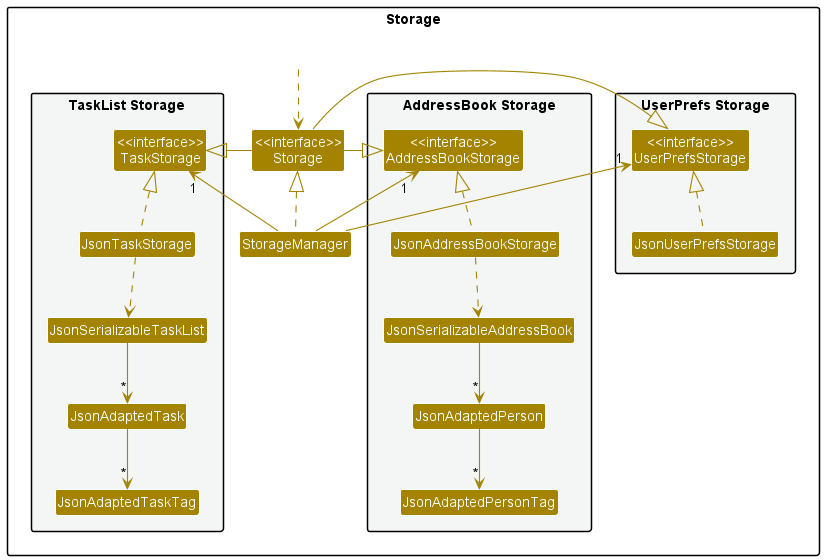 Storage
TaskList Storage
<<interface>>
TaskStorage
1
JsonTaskStorage
JsonSerializableTaskList
*
JsonAdaptedTask
*
JsonAdaptedTaskTag
<<interface>>
Storage
StorageManager
AddressBook Storage
<<interface>>
AddressBookStorage
1
JsonAddressBookStorage
JsonSerializableAddressBook
*
JsonAdaptedPerson
*
JsonAdaptedPersonTag
UserPrefs Storage
<<interface>>
UserPrefsStorage
1
JsonUserPrefsStorage